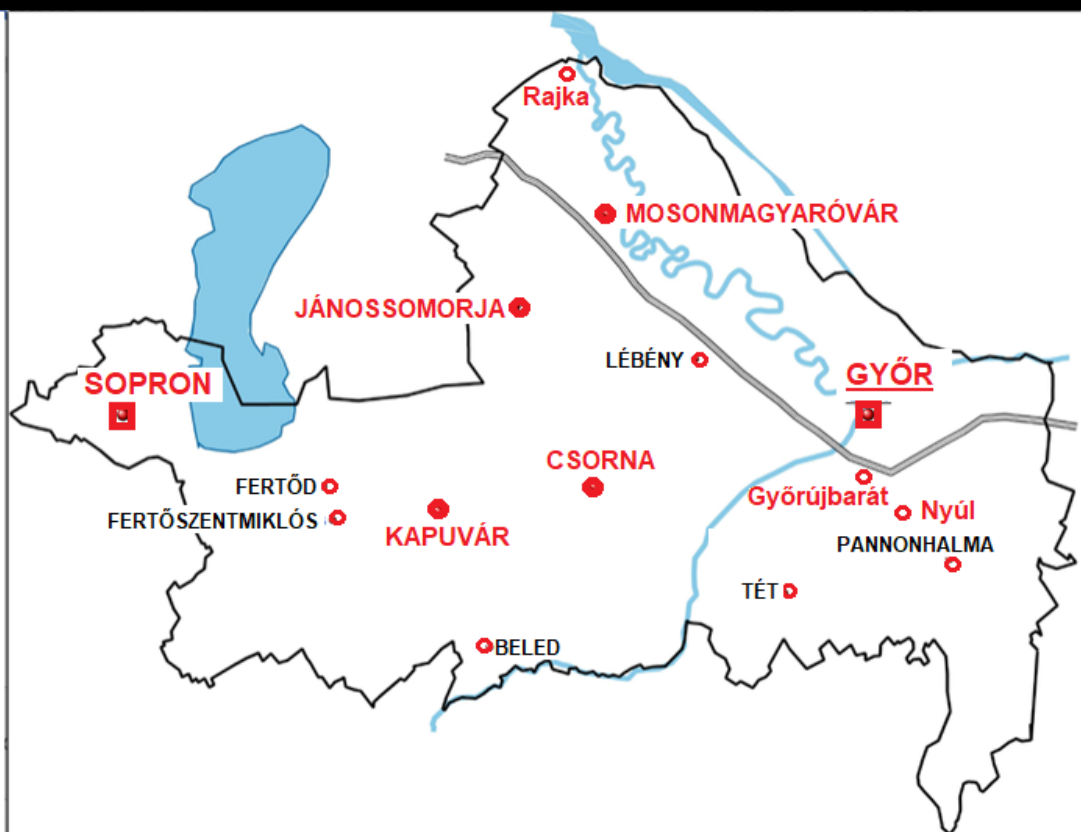 Rajka
MOSONMAGYARÓVÁR
JÁNOSSOMORJA
LÉBÉNY
SOPRON
GYŐR
CSORNA
FERTŐD
Győrújbarát
FERTŐSZENTMIKLÓS
Nyúl
KAPUVÁR
PANNONHALMA
TÉT
BELED